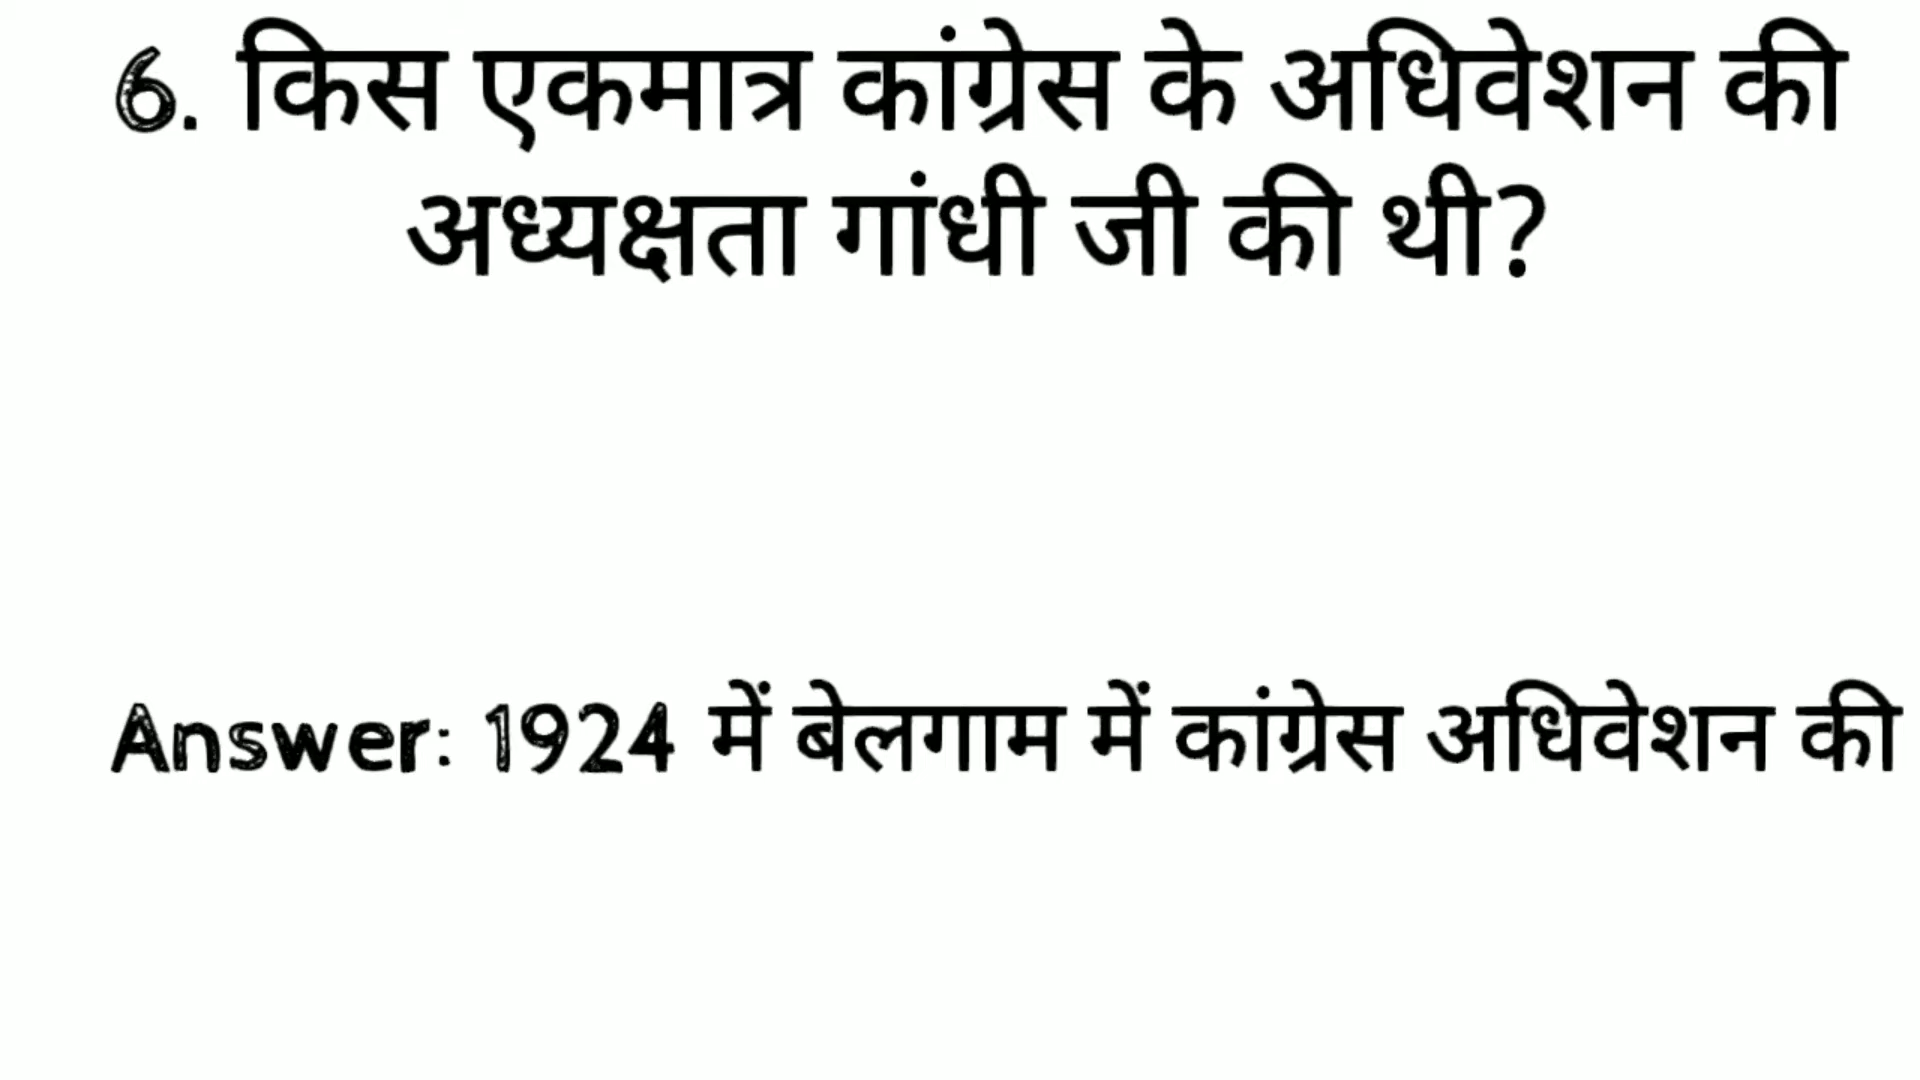 6. किस एकमात्र कांग्रेस के अधिवेशन की
अध्यक्षता गांधी जी की थी?
Answer: 1924 में बेलगाम में कांग्रेस अधिवेशन की